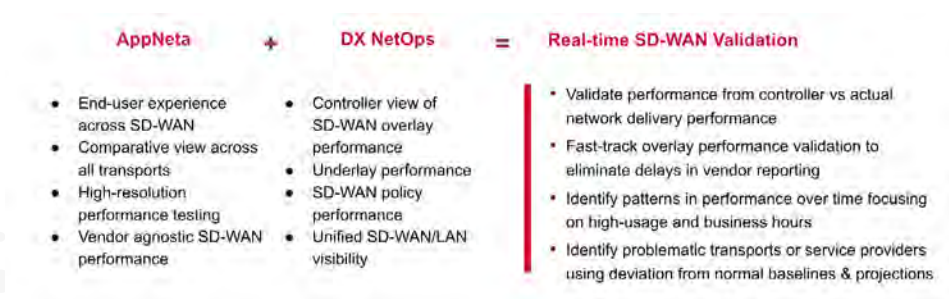 AppNeta + DX NetOps = Real-time SD-WAN Validation
• End-user experience
across SD-WAN
• Comparative view across
all transports
• High-resolution
performance testing
• Vendor agnostic SD-WAN
performance
• Controller view of
SD-WAN overlay
performance
• Underlay performance
• SD-WAN policy
performance
• Unified SD-WAN/LAN
visibility
• Validate performance from controller vs actual
network delivery performance
• Fast-track overlay performance validation to
eliminate delays in vendor reporting
• Identify patterns in performance over time focusing
on high-usage and business hours
• Identify problematic transports or service providers
using deviation from normal baselines & projections